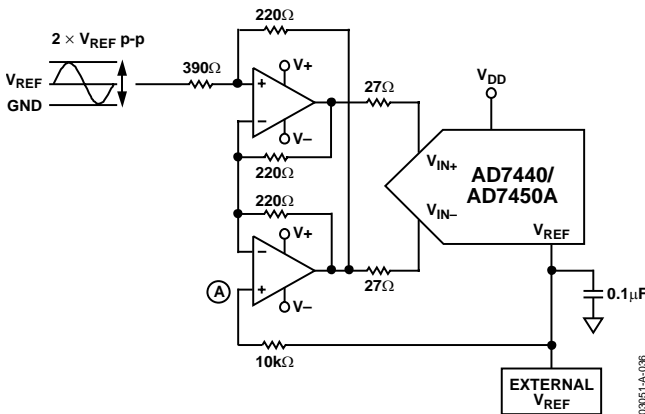 220Ω
2 × VREF p-p
390Ω
V+
27Ω
VDD
VREF
GND
+
–
V–
220Ω
VIN+
AD7440/
AD7450A
220Ω
VIN–
V+
VREF
–
A
+
27Ω
V–
0.1μF
10kΩ
EXTERNAL
VREF
03051-A-036